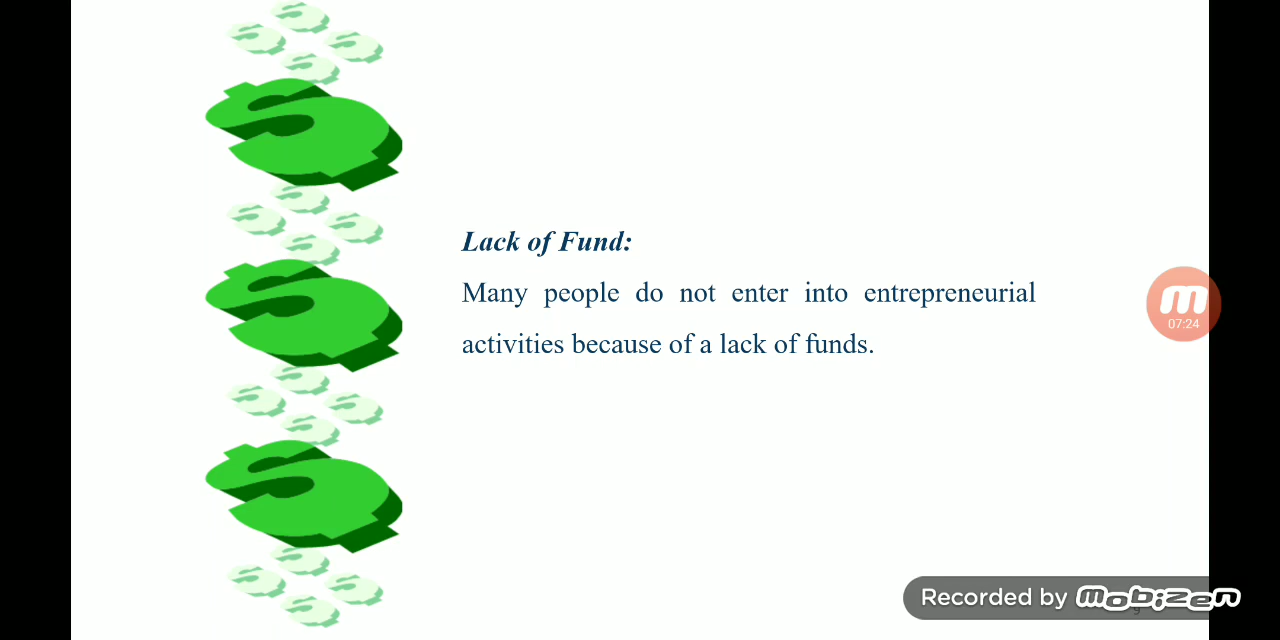 Lack of Fund:
Many people do not enter into entrepreneurial
activities because of a lack of funds.
07:24
Recorded by mobizen